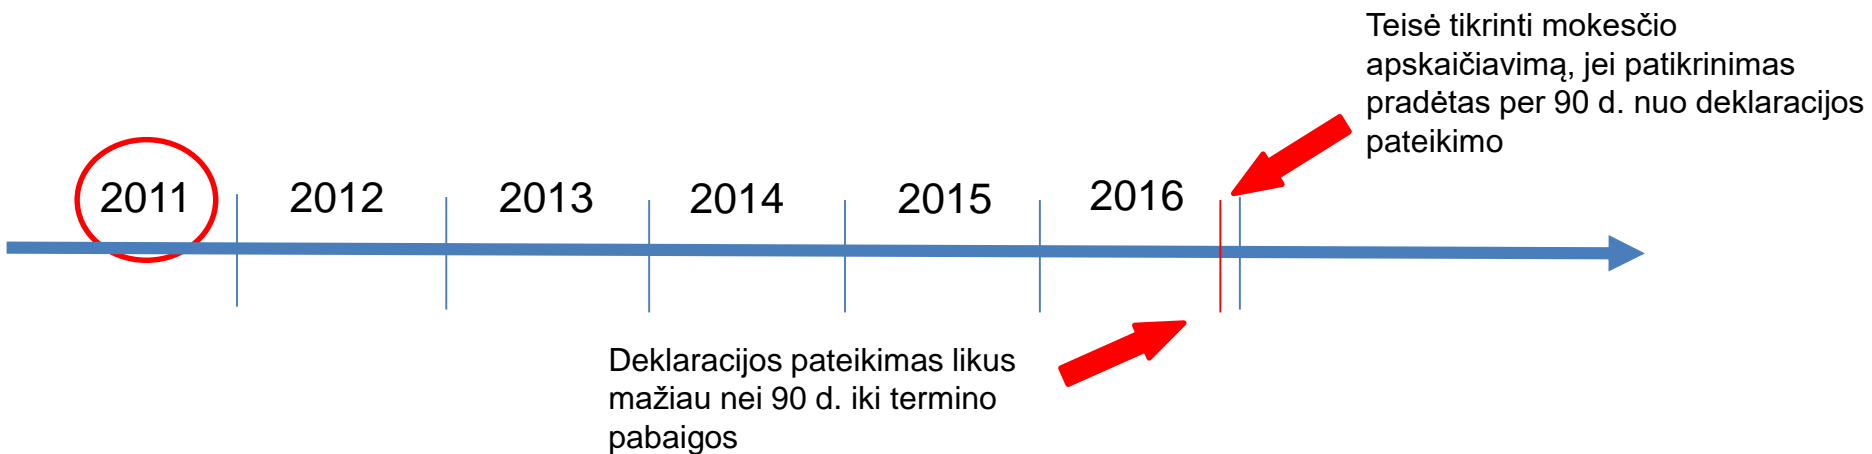 Teisė tikrinti mokesčio
apskaičiavimą, jei patikrinimas
pradėtas per 90 d. nuo deklaracijos
pateikimo
2011 2012 2013 2014 2015 2016
Deklaracijos pateikimas likus
mažiau nei 90 d. iki termino
pabaigos